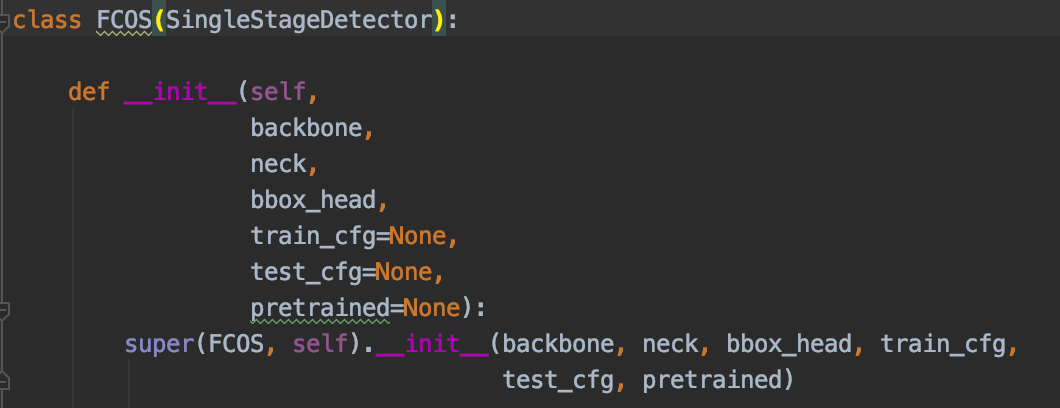 class FCOS(SingleStageDetector):
def __init__(self,
backbone,
neck,
bbox_head,
train_cfg=None,
test_cfg=None,
pretrained=None):
super(FCOS, self).__init__(backbone, neck, bbox_head, train_cfg,
test_cfg, pretrained)